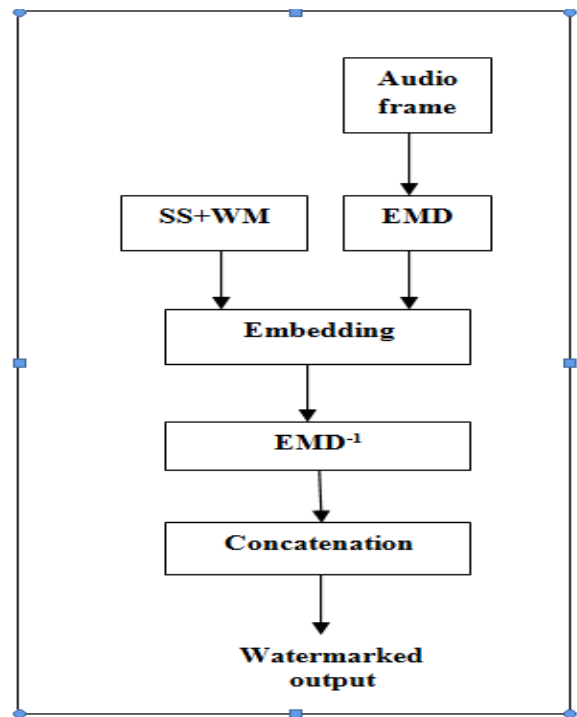 Audio
frame
SS+WM
EMD
Embedding
EMD⁻¹
Concatenation
Watermarked
output